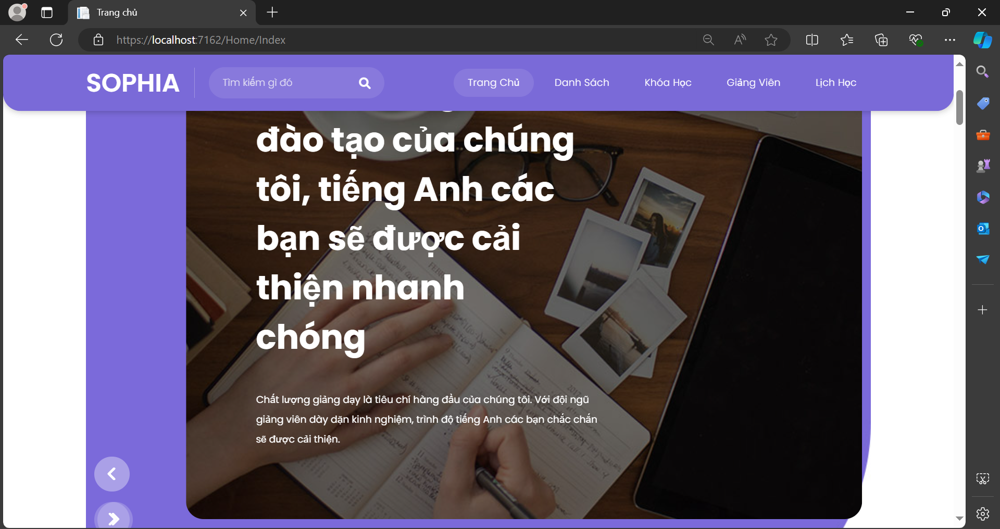 Trang chủ
https://localhost:7162/Home/Index
SOPHIA
Tìm kiếm gì đó
Trang Chủ
Danh Sách
Khóa Học
Giảng Viên
Lịch Học
đào tạo của chúng
tôi, tiếng Anh các
bạn sẽ được cải
thiện nhanh
chóng
Chất lượng giảng dạy là tiêu chí hàng đầu của chúng tôi. Với đội ngũ
giảng viên dày dặn kinh nghiệm, trình độ tiếng Anh các bạn chắc chắn
sẽ được cải thiện.